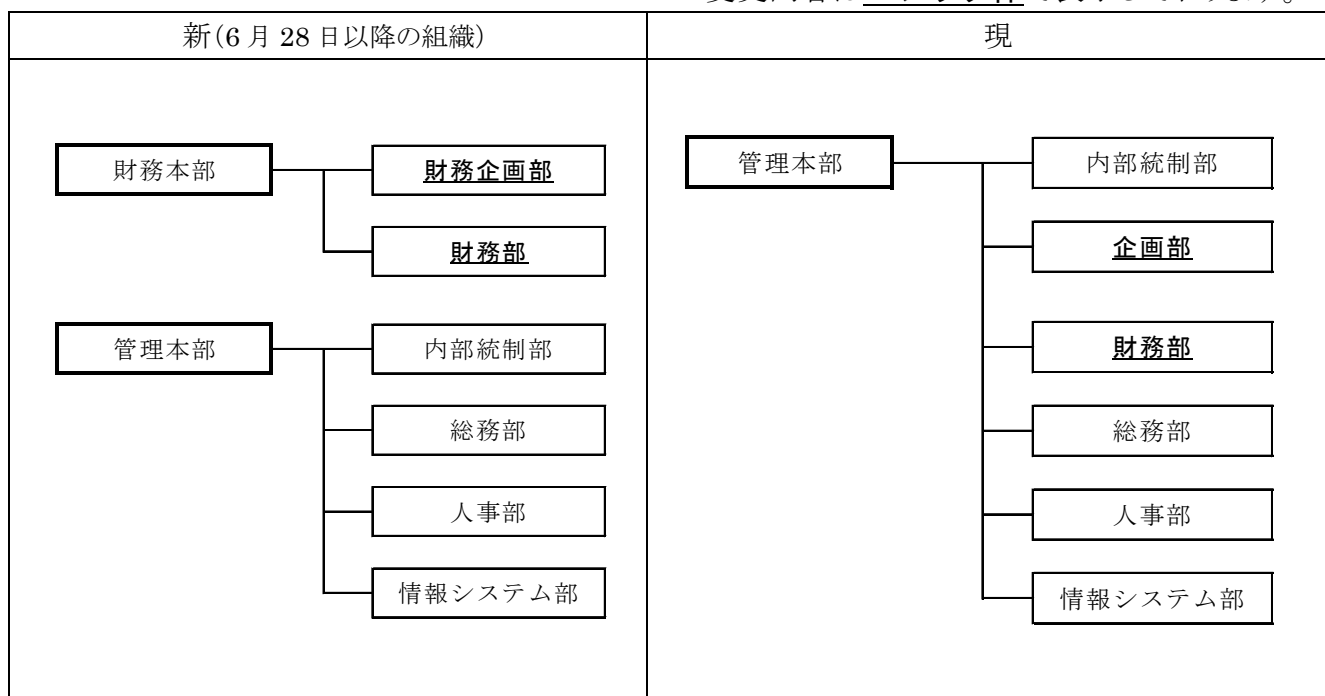 新(6 月 28 日以降の組織)
現
財務本部
財務企画部
財務部
管理本部
内部統制部
総務部
人事部
情報システム部
管理本部
内部統制部
企画部
財務部
総務部
人事部
情報システム部